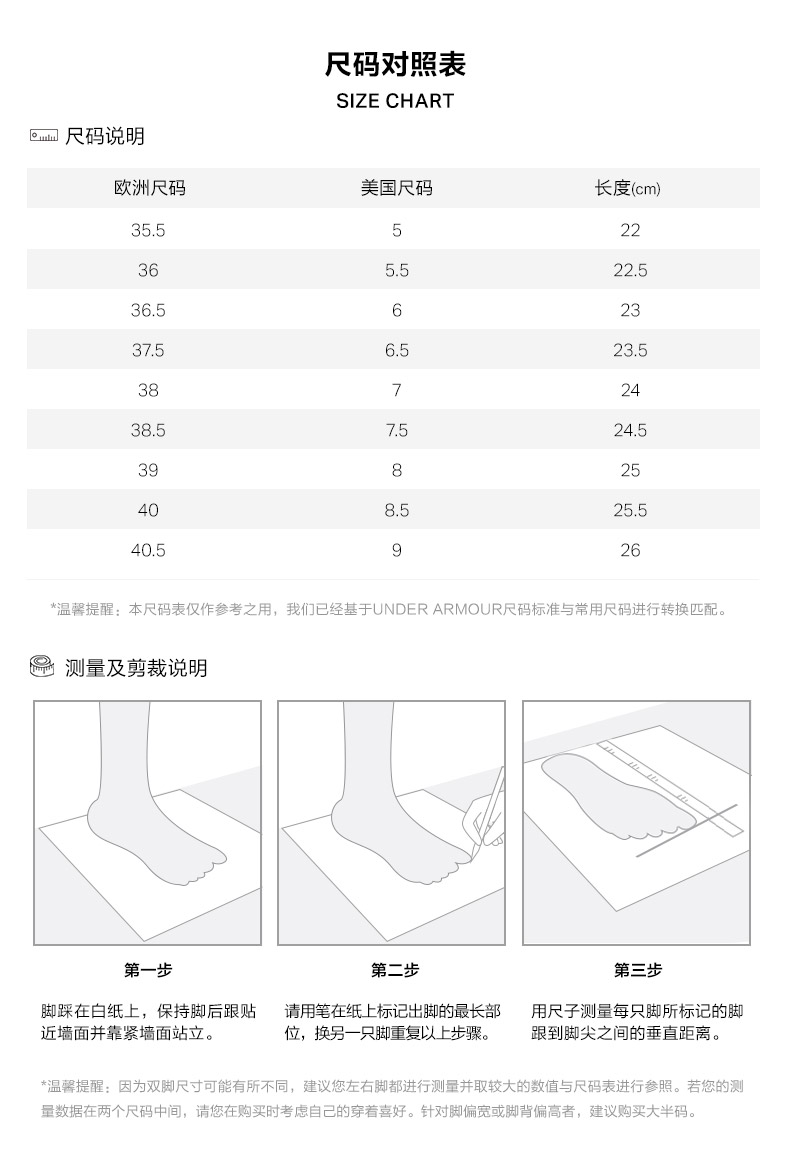 尺码对照表
SIZE CHART
尺码说明
欧洲尺码 美国尺码 长度(cm)
35.5 5 22
36 5.5 22.5
36.5 6 23
37.5 6.5 23.5
38 7 24
38.5 7.5 24.5
39 8 25
40 8.5 25.5
40.5 9 26
*温馨提醒：本尺码表仅作参考之用，我们已经基于UNDER ARMOUR尺码标准与常用尺码进行转换匹配。
测量及剪裁说明
第一步
脚踩在白纸上，保持脚后跟贴
近墙面并靠紧墙面站立。
第二步
请用笔在纸上标记出脚的最长部
位，换另一只脚重复以上步骤。
第三步
用尺子测量每只脚所标记的脚
跟到脚尖之间的垂直距离。
*温馨提醒：因为双脚尺寸可能有所不同，建议您左右脚都进行测量并取较大的数值与尺码表进行参照。若您的测
量数据在两个尺码中间，请您在购买时考虑自己的穿着喜好。针对脚偏宽或脚背偏高者，建议购买大半码。